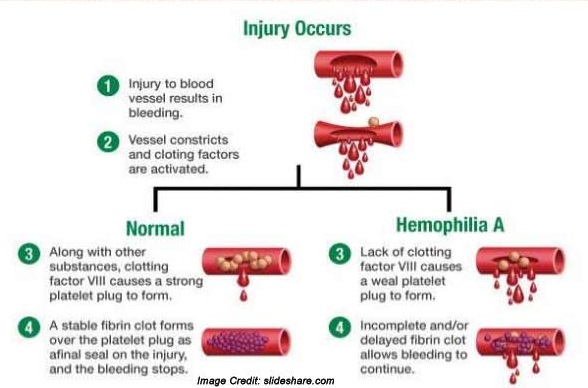 Injury Occurs
1 Injury to blood
vessel results in
bleeding.
2 Vessel constricts
and cloting factors
are activated.
Normal
3 Along with other
substances, clotting
factor VIII causes a strong
platelet plug to form.
4 A stable fibrin clot forms
over the platelet plug as
afinal seal on the injury,
and the bleeding stops.
Hemophilia A
3 Lack of clotting
factor VIII causes
a weal platelet
plug to form.
4 Incomplete and/or
delayed fibrin clot
allows bleeding to
continue.
Image Credit: slideshare.com